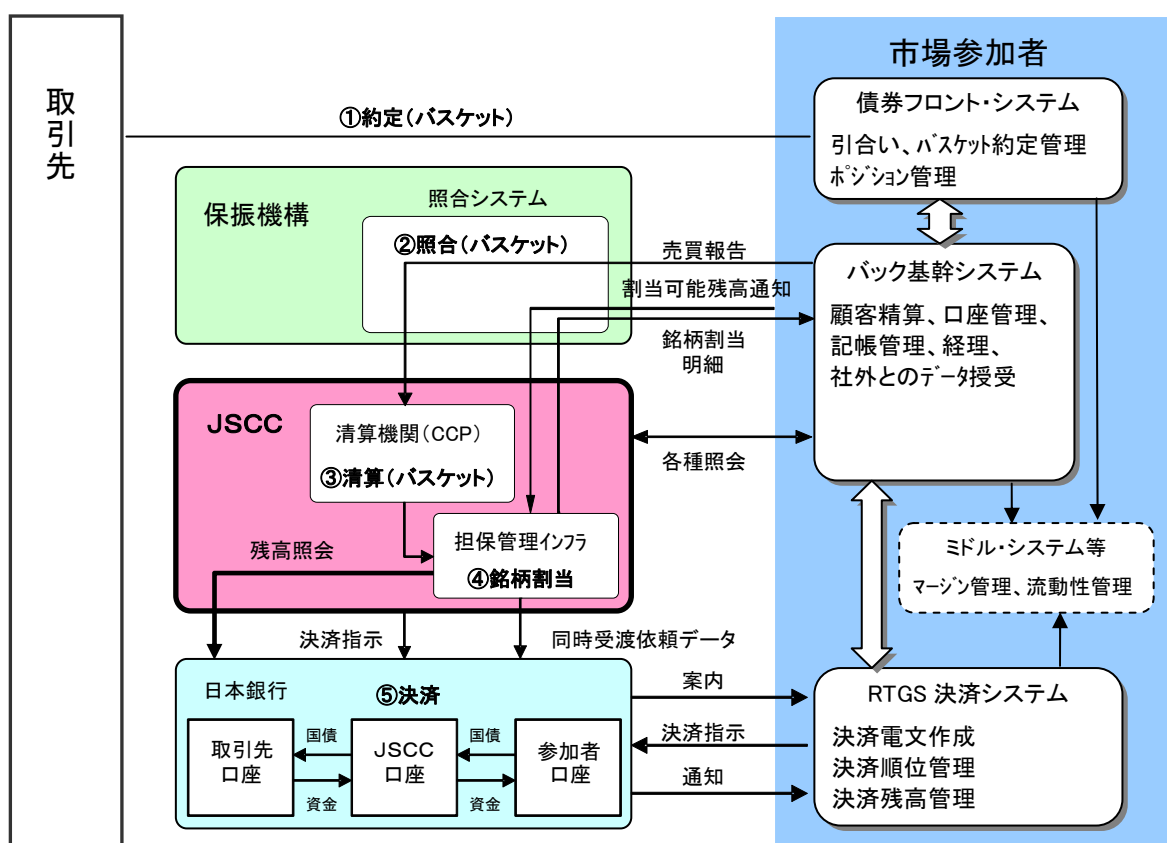 取引先
市場参加者
債券フロント・システム
引合い、バスケット約定管理
ポジション管理
①約定（バスケット）
保振機構
照合システム
②照合（バスケット）
売買報告
割当可能残高通知
銘柄割当
明細
バック基幹システム
顧客精算、口座管理、
記帳管理、経理、
社外とのデータ授受
JSCC
清算機関（CCP）
③清算（バスケット）
各種照会
担保管理インフラ
④銘柄割当
残高照会
ミドル・システム等
マージン管理、流動性管理
決済指示
同時受渡依頼データ
日本銀行
⑤決済
取引先
口座
国債
資金
JSCC
口座
国債
資金
参加者
口座
案内
決済指示
通知
RTGS 決済システム
決済電文作成
決済順位管理
決済残高管理